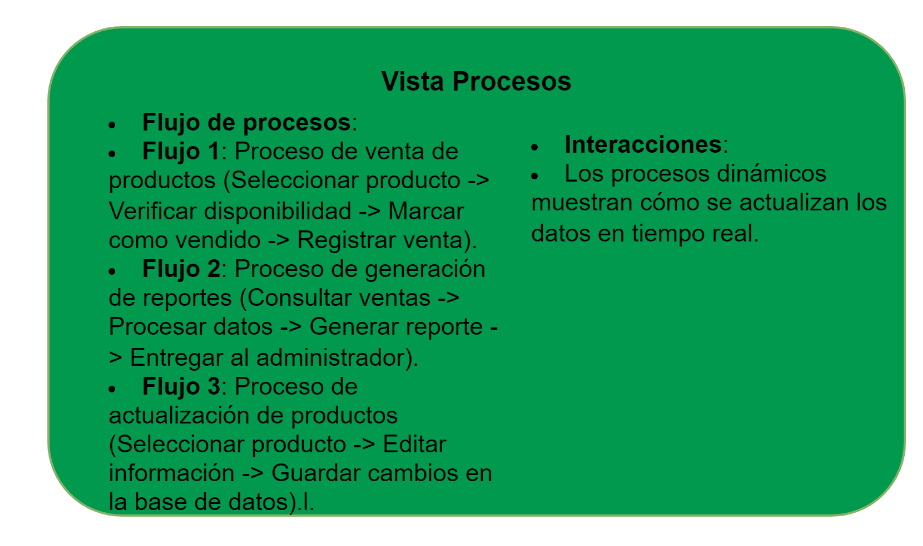 Vista Procesos
• Flujo de procesos:
• Flujo 1: Proceso de venta de
productos (Seleccionar producto ->
Verificar disponibilidad -> Marcar
como vendido -> Registrar venta).
• Flujo 2: Proceso de generación
de reportes (Consultar ventas ->
Procesar datos -> Generar reporte -
> Entregar al administrador).
• Flujo 3: Proceso de
actualización de productos
(Seleccionar producto -> Editar
información -> Guardar cambios en
la base de datos).l.
• Interacciones:
• Los procesos dinámicos
muestran cómo se actualizan los
datos en tiempo real.